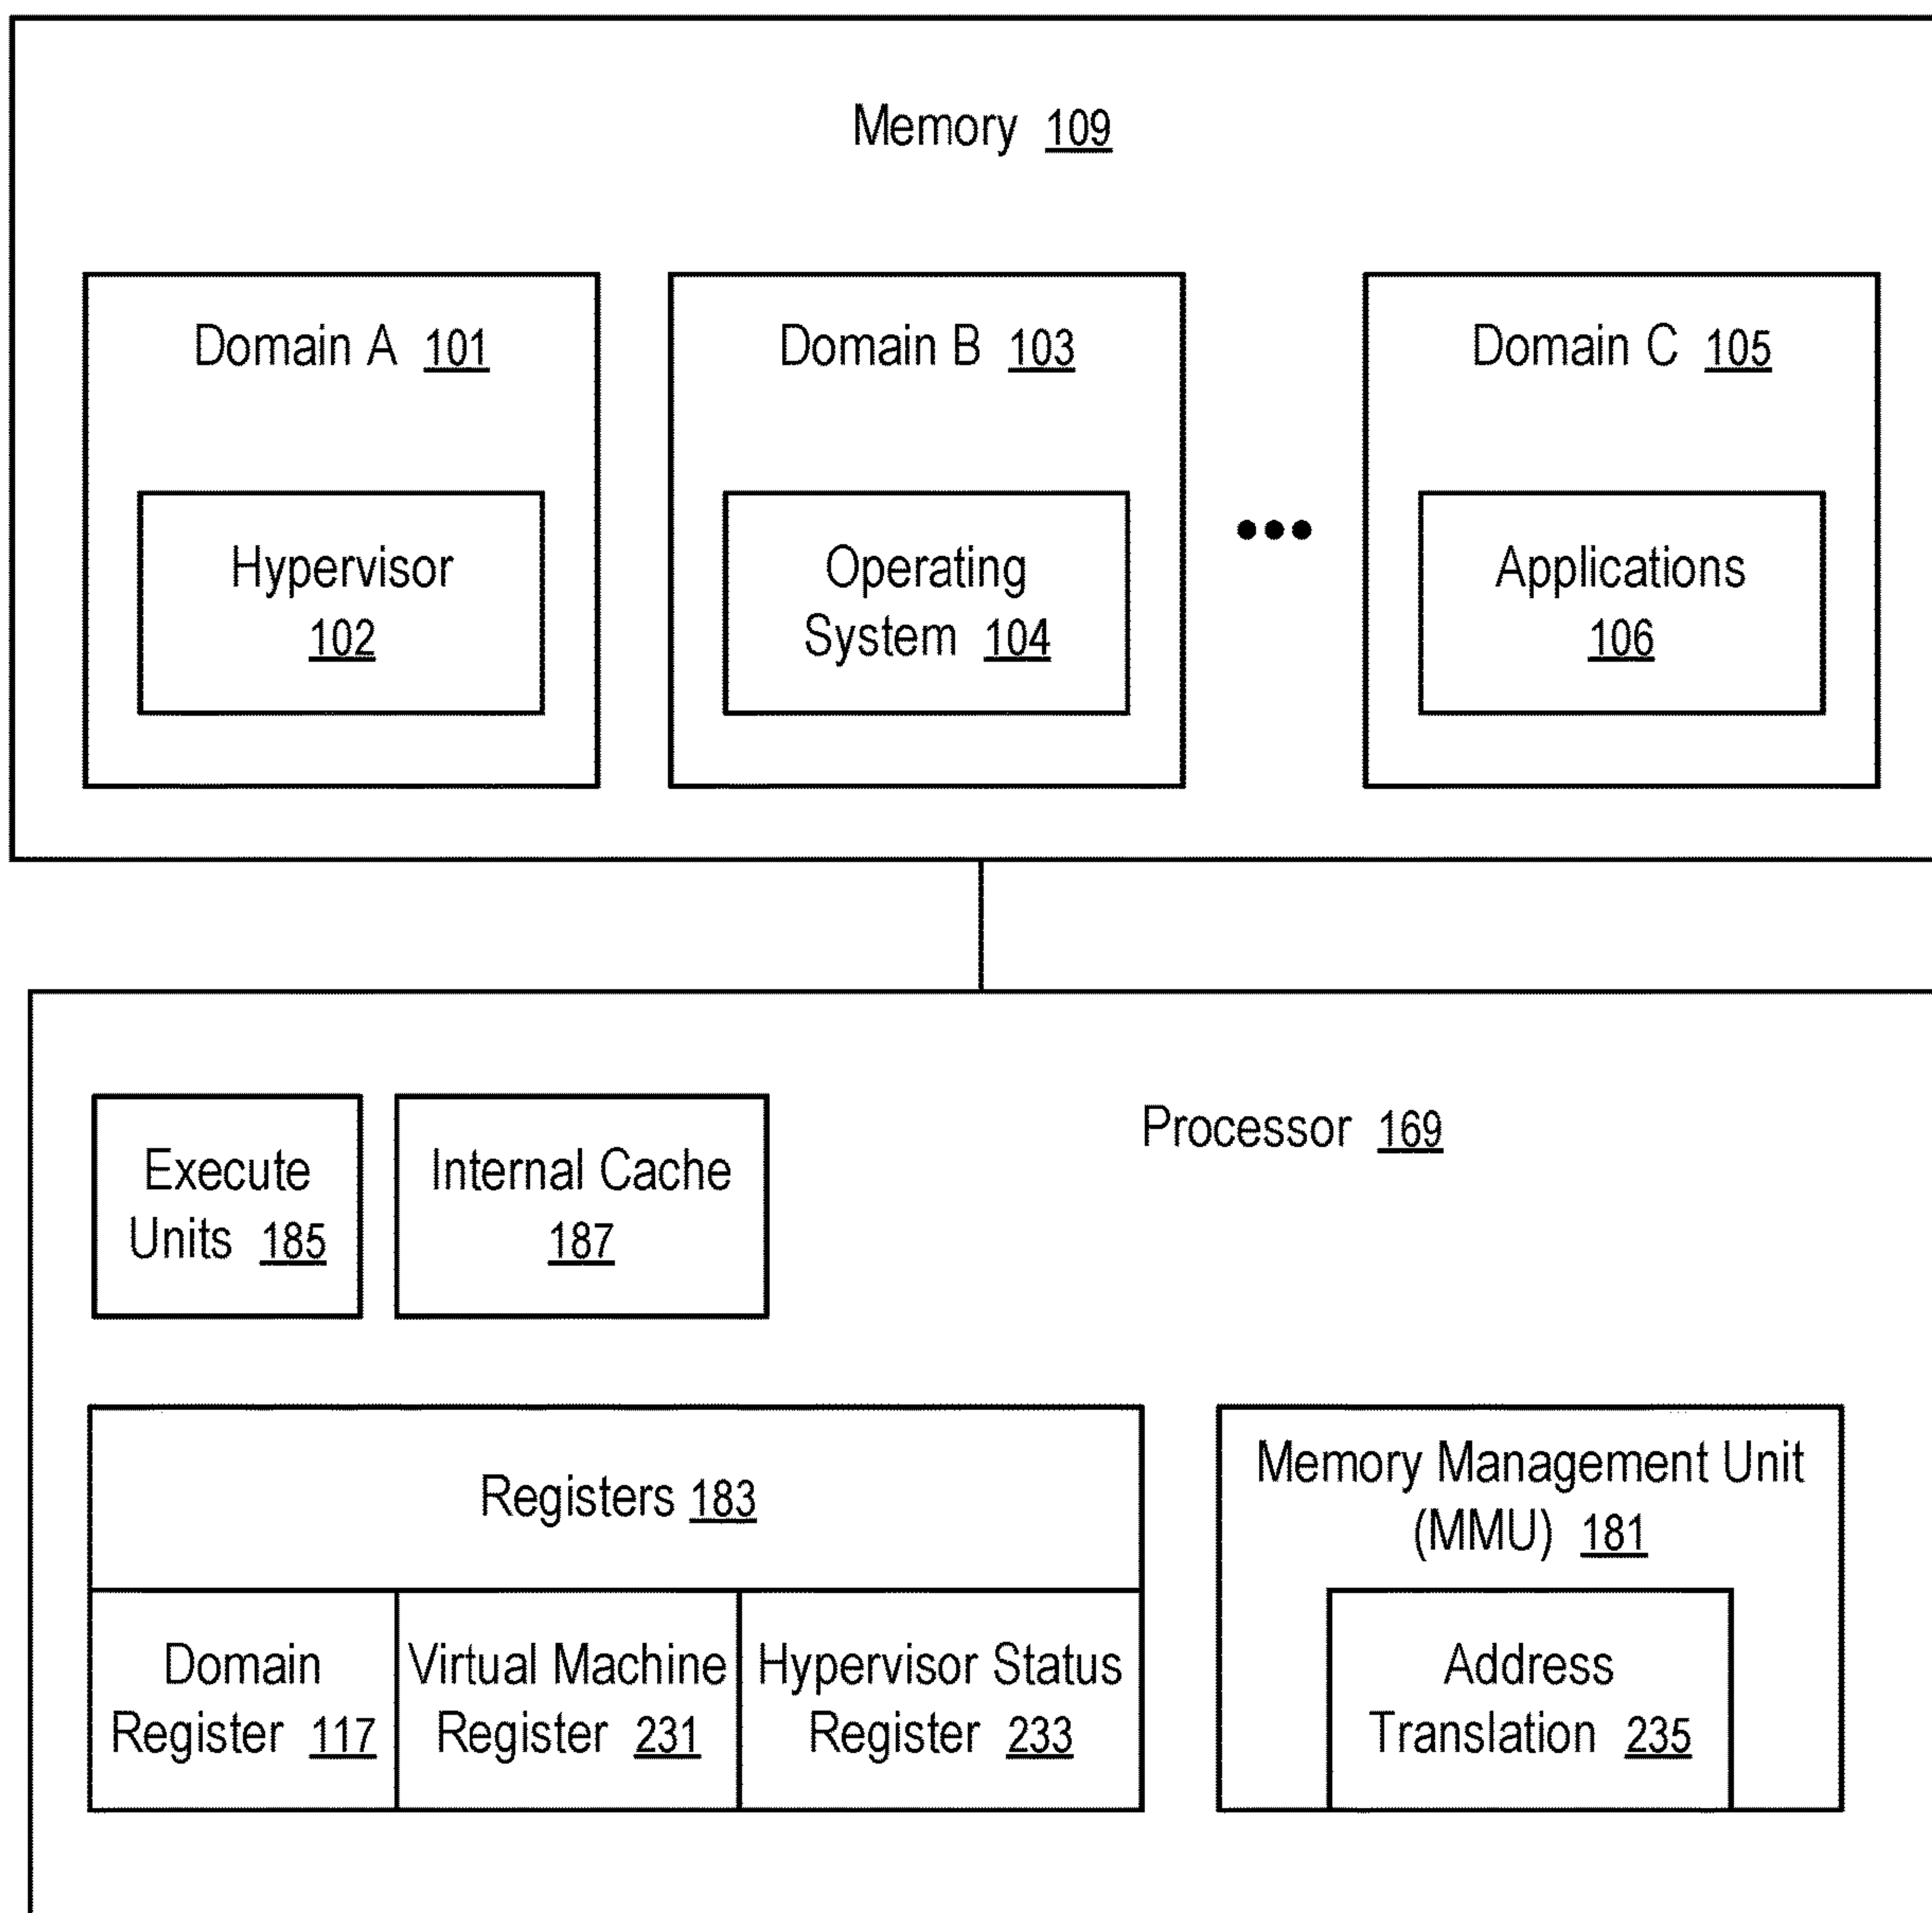 Memory 109
Domain A 101
Hypervisor
102
Domain B 103
Operating
System 104
Domain C 105
Applications
106
Processor 169
Execute
Units 185
Internal Cache
187
Registers 183
Domain
Register 117
Virtual Machine
Register 231
Hypervisor Status
Register 233
Memory Management Unit
(MMU) 181
Address
Translation 235